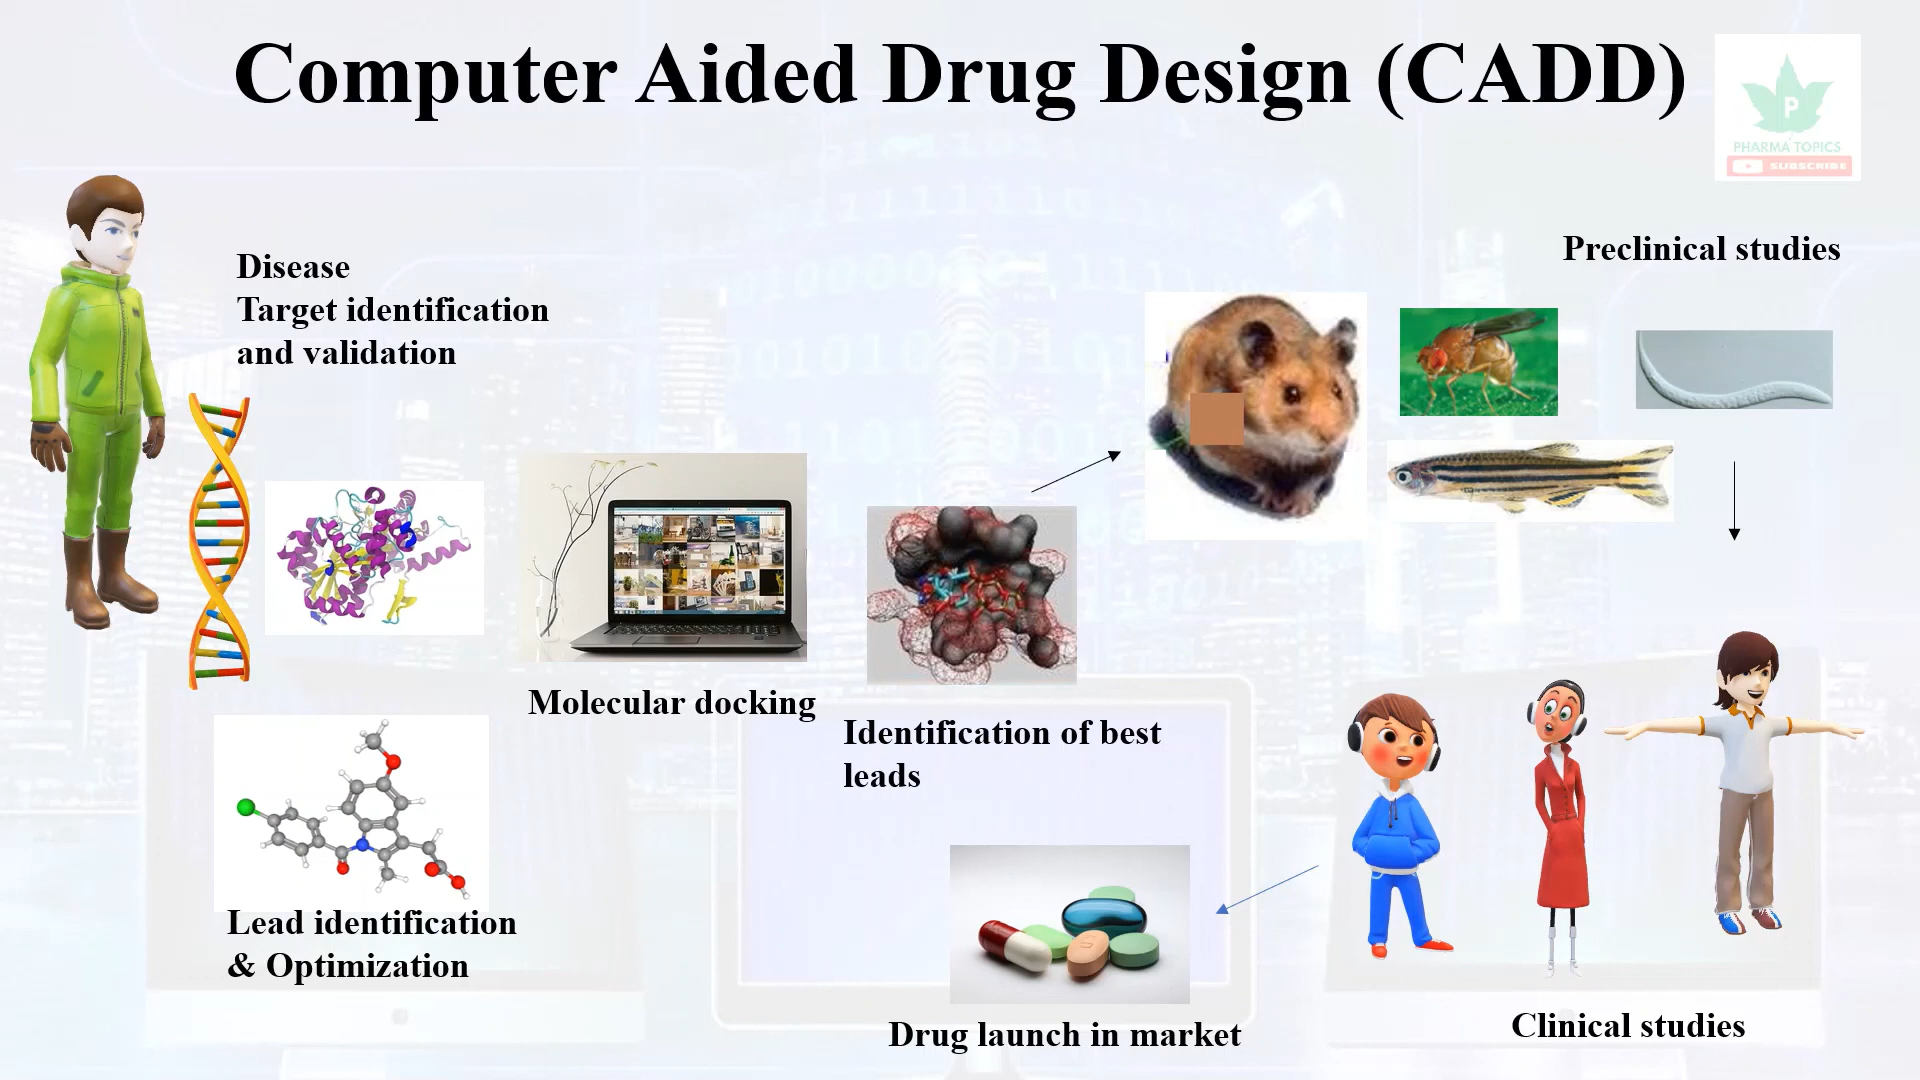 Computer Aided Drug Design (CADD)
P
PHARMA TOPICS
SUBSCRIBE
Disease
Target identification
and validation
Preclinical studies
Molecular docking
Identification of best
leads
Lead identification
& Optimization
Drug launch in market
Clinical studies